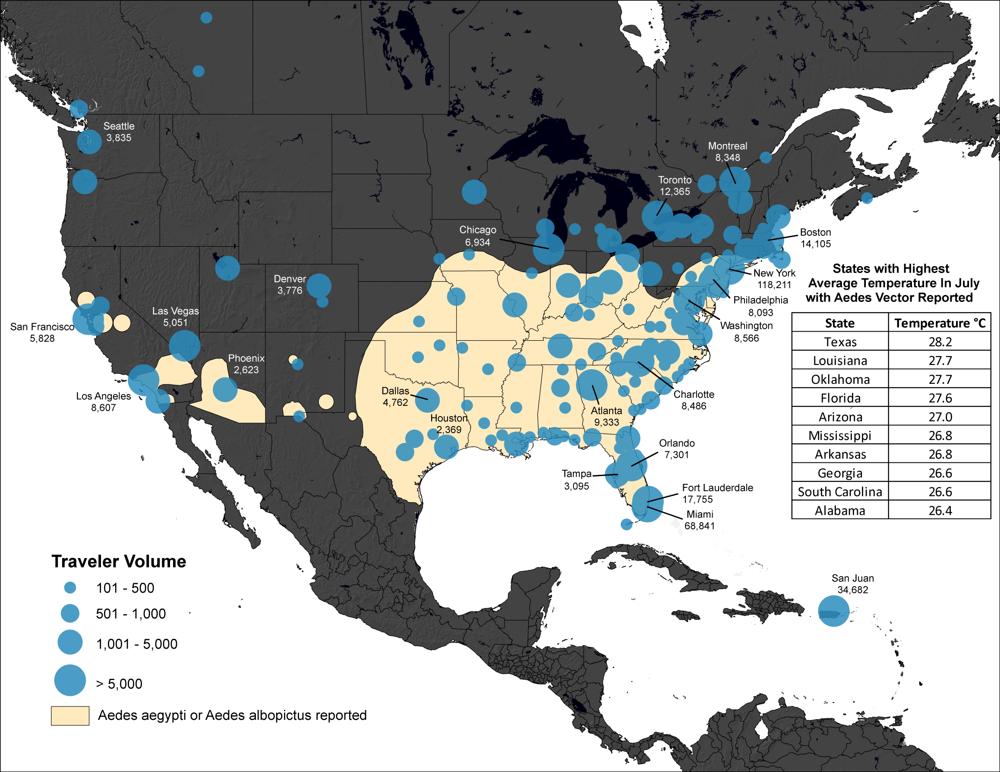 Seattle
3,835
Montreal
8,348
Toronto
12,365
Chicago
6,934
Boston
14,105
Denver
3,776
New York
118,211
Philadelphia
8,093
Las Vegas
5,051
San Francisco
5,828
Washington
8,566
Phoenix
2,623
Los Angeles
8,607
Dallas
4,762
Houston
2,369
Charlotte
8,486
Atlanta
9,333
Orlando
7,301
Tampa
3,095
Fort Lauderdale
17,755
Miami
68,841
San Juan
34,682
States with Highest
Average Temperature In July
with Aedes Vector Reported
State Temperature °C
Texas 28.2
Louisiana 27.7
Oklahoma 27.7
Florida 27.6
Arizona 27.0
Mississippi 26.8
Arkansas 26.8
Georgia 26.6
South Carolina 26.6
Alabama 26.4
Traveler Volume
101 - 500
501 - 1,000
1,001 - 5,000
> 5,000
Aedes aegypti or Aedes albopictus reported